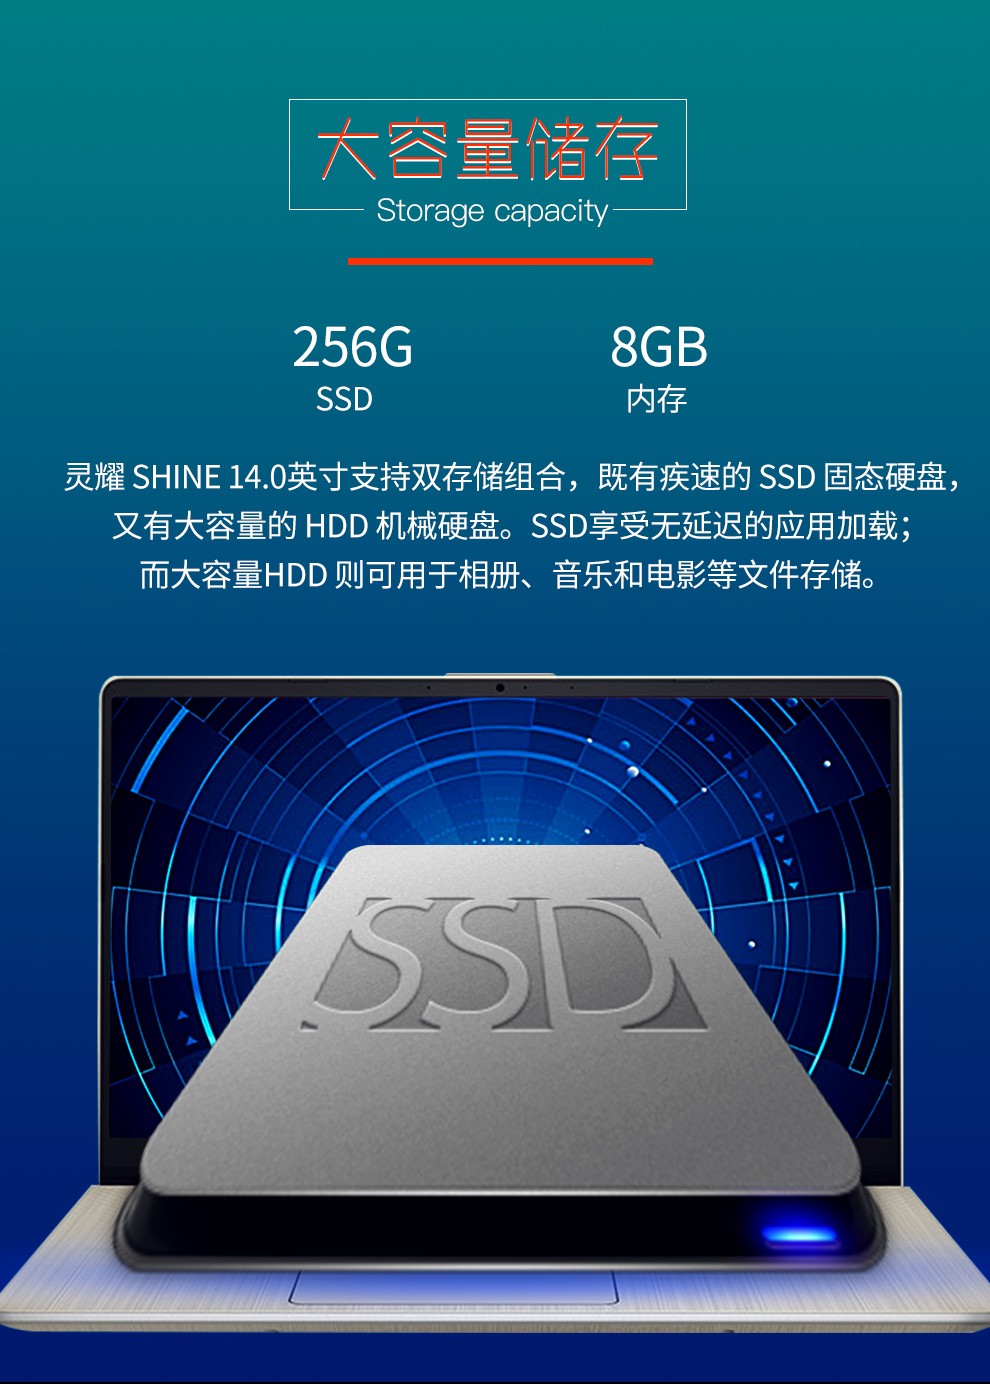 大容量储存
Storage capacity
256G
8GB
SSD
内存
灵耀 SHINE 14.0英寸支持双存储组合，既有疾速的 SSD 固态硬盘，
又有大容量的 HDD 机械硬盘。SSD享受无延迟的应用加载；
而大容量HDD 则可用于相册、音乐和电影等文件存储。
SSD